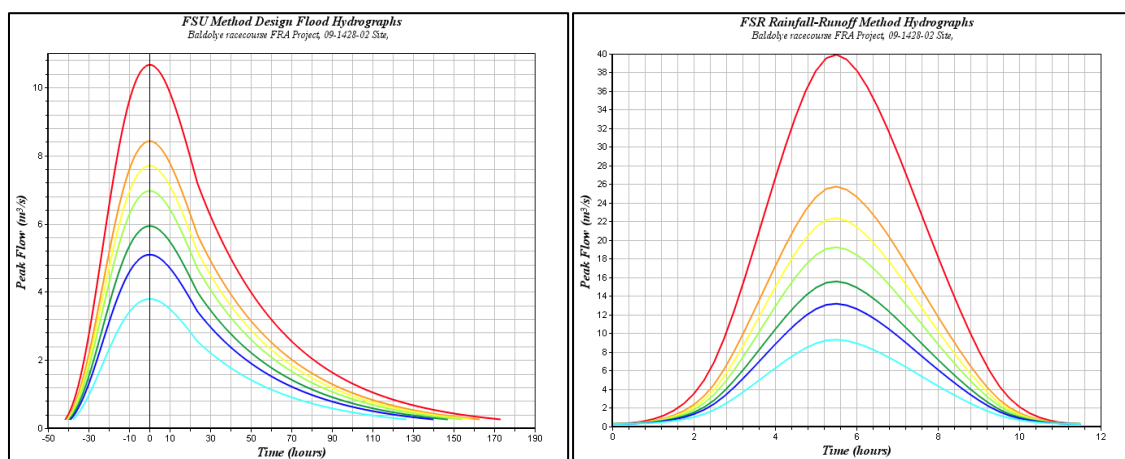 FSU Method Design Flood Hydrographs
Baldolye racecourse FRA Project, 09-1428-02 Site,
Peak Flow (m³/s)
10
8
6
4
2
0
-50 -30 -10 0 10 30 50 70 90 110 130 150 170 190
Time (hours)
FSR Rainfall-Runoff Method Hydrographs
Baldolye racecourse FRA Project, 09-1428-02 Site,
Peak Flow (m³/s)
40
38
36
34
32
30
28
26
24
22
20
18
16
14
12
10
8
6
4
2
0
0 2 4 6 8 10 12
Time (hours)